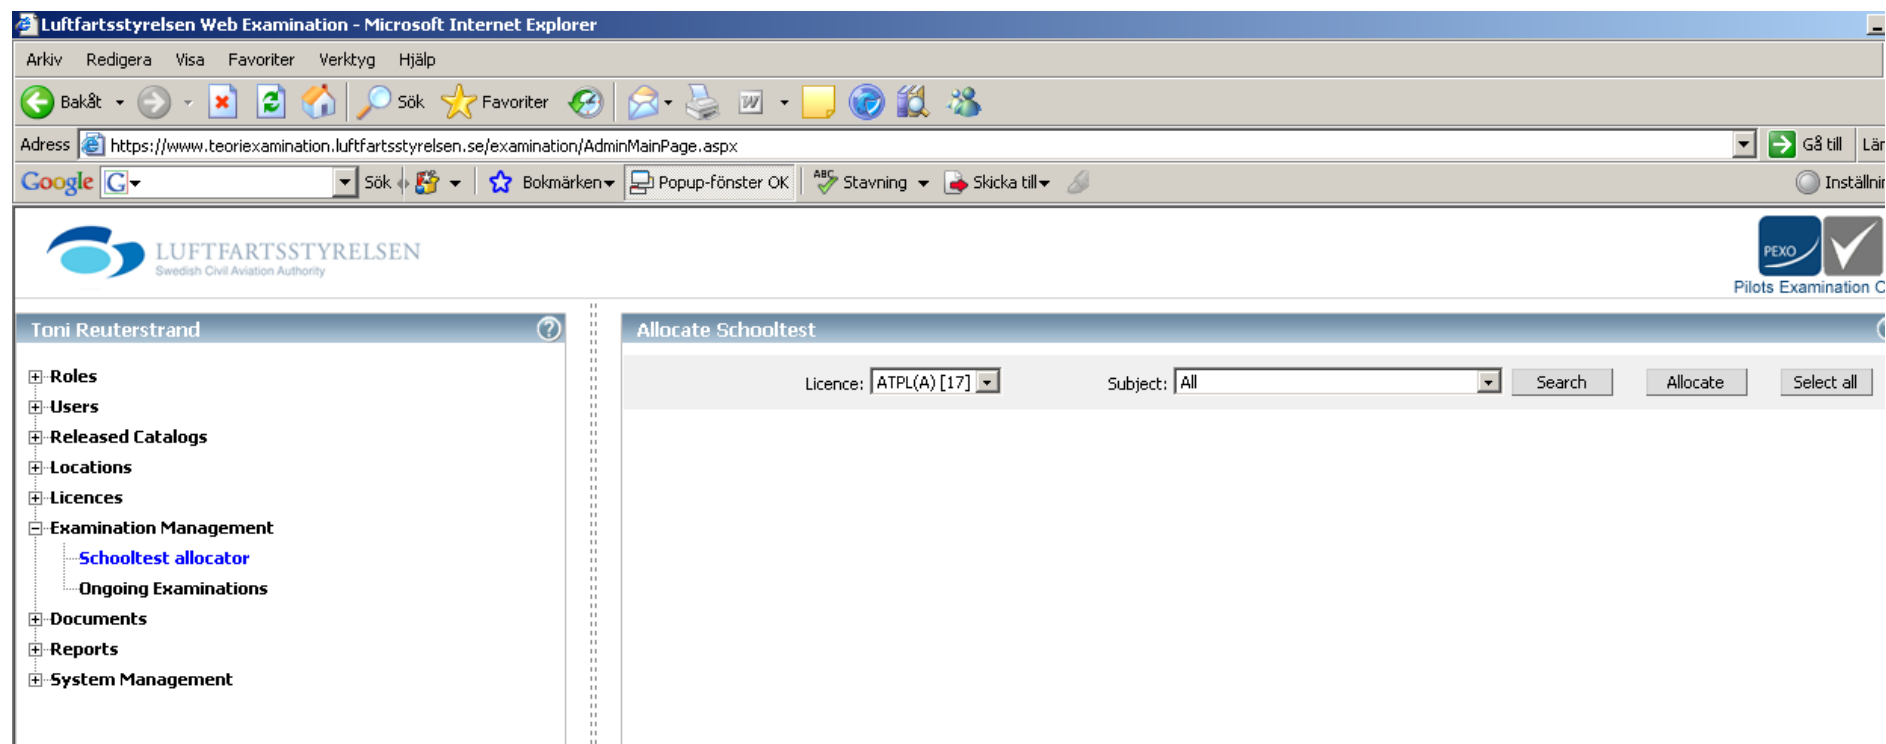 Luftfartsstyrelsen Web Examination - Microsoft Internet Explorer
Arkiv Redigera Visa Favoriter Verktyg Hjälp
Bakåt Sök Favoriter
Adress https://www.teoriexamination.luftfartsstyrelsen.se/examination/AdminMainPage.aspx Gå till Län
Google G Sök Bokmärken Popup-fönster OK ABC Stavning Skicka till Inställnin
LUFTFARTSSTYRELSEN
Swedish Civil Aviation Authority
PEXO
Pilots Examination O
Toni Reuterstrand
Allocate Schooltest
Licence: ATPL(A) [17] Subject: All Search Allocate Select all
Roles
Users
Released Catalogs
Locations
Licences
Examination Management
Schooltest allocator
Ongoing Examinations
Documents
Reports
System Management